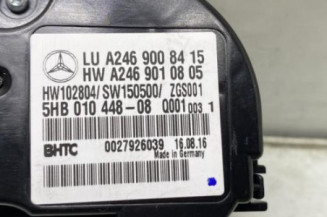 LU A246 900 84 15
HW A246 901 08 05
HW102804/SW150500/ ZGS001
5HB 010 448-08 Q001 003 1
BHTC 0027926039 16.08.16
Made in Germany